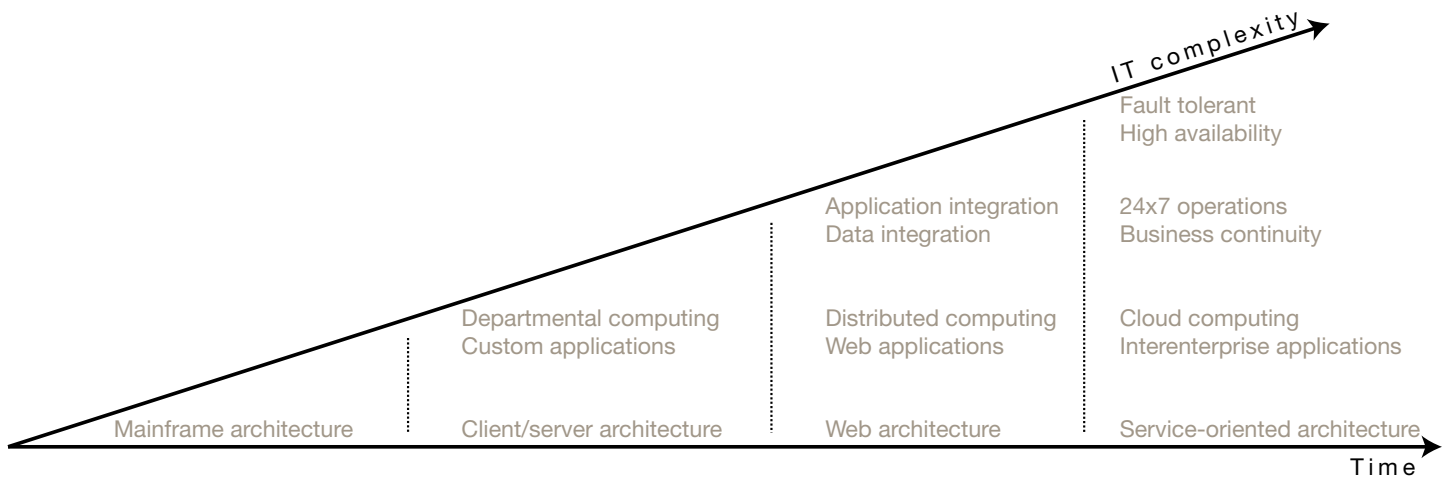 IT complexity
Fault tolerant
High availability
Application integration
Data integration
24x7 operations
Business continuity
Departmental computing
Custom applications
Distributed computing
Web applications
Cloud computing
Interenterprise applications
Mainframe architecture
Client/server architecture
Web architecture
Service-oriented architecture
Time